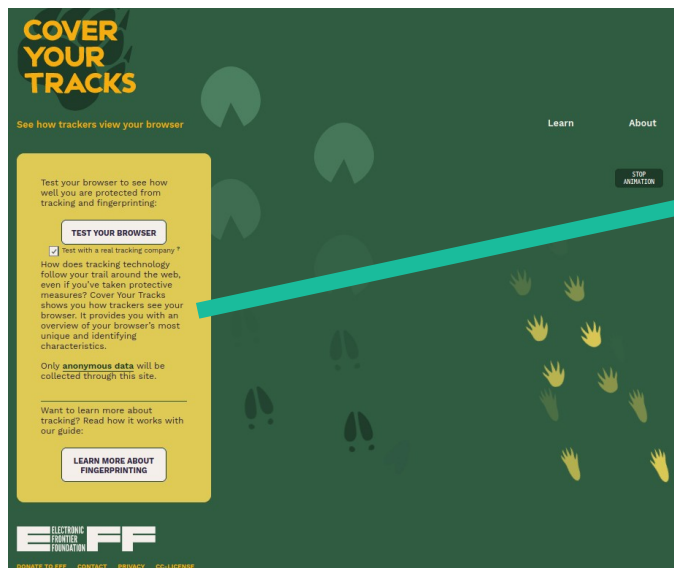 COVER
YOUR
TRACKS
See how trackers view your browser
Learn About
STOP
ANIMATION
Test your browser to see how
well you are protected from
tracking and fingerprinting:
TEST YOUR BROWSER
Test with a real tracking company ?
How does tracking technology
follow your trail around the web,
even if you've taken protective
measures? Cover Your Tracks
shows you how trackers see your
browser. It provides you with an
overview of your browser's most
unique and identifying
characteristics.
Only anonymous data will be
collected through this site.
Want to learn more about
tracking? Read how it works with
our guide:
LEARN MORE ABOUT
FINGERPRINTING
EFF
ELECTRONIC
FRONTIER
FOUNDATION
DONATE TO EFF CONTACT PRIVACY CC-LICENSE